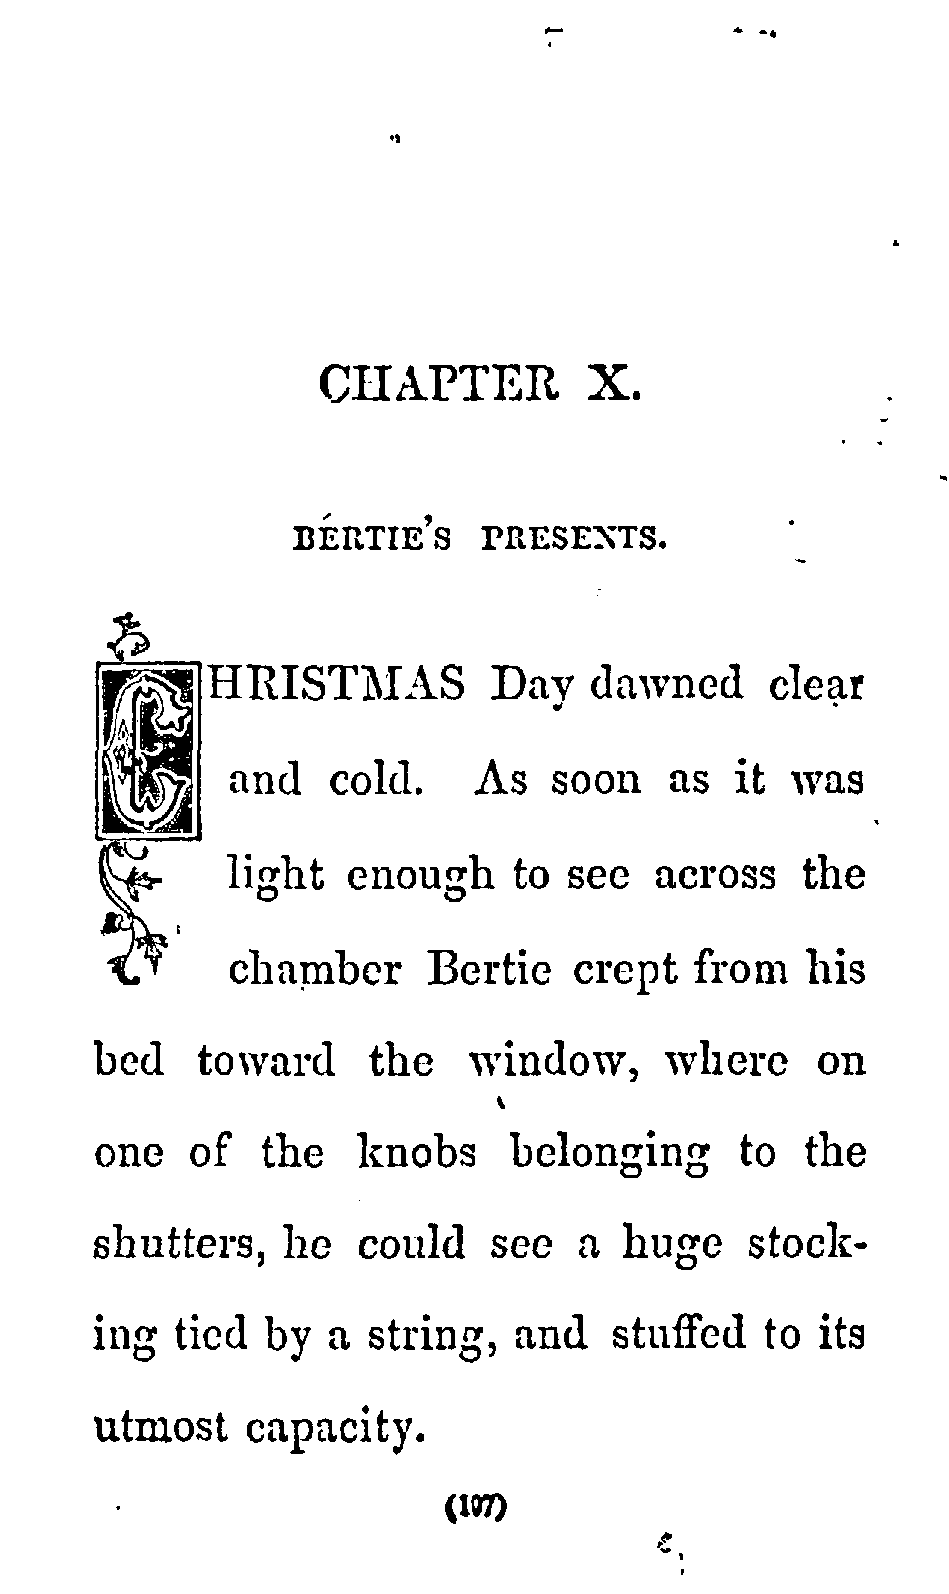 CHAPTER X.
BERTIE'S PRESENTS.
CHRISTMAS Day dawned clear
and cold. As soon as it was
light enough to see across the
chamber Bertie crept from his
bed toward the window, where on
one of the knobs belonging to the
shutters, he could see a huge stock-
ing tied by a string, and stuffed to its
utmost capacity.
(107)